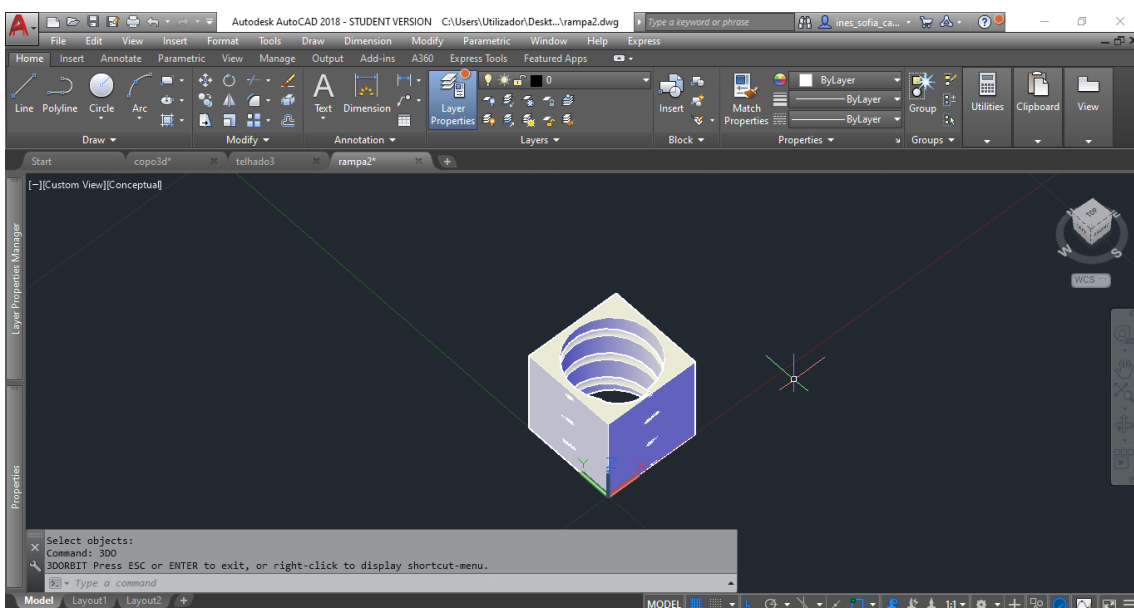 Autodesk AutoCAD 2018 - STUDENT VERSION C:\Users\Utilizador\Deskt...\rampa2.dwg Type a keyword or phrase ines_sofia_ca...
File Edit View Insert Format Tools Draw Dimension Modify Parametric Window Help Express
Home Insert Annotate Parametric View Manage Output Add-ins A360 Express Tools Featured Apps
0 ByLayer
ByLayer
Line Polyline Circle Arc Text Dimension Layer Properties Insert Match Properties ByLayer Group Utilities Clipboard View
Draw Modify Annotation Layers Block Properties Groups
Start copo3d* telhado3 rampa2*
[−][Custom View][Conceptual]
TOP
FRONT
W
S
E
WCS
Layer Properties Manager
Properties
Y Z X
Select objects:
Command: 3DO
3DORBIT Press ESC or ENTER to exit, or right-click to display shortcut-menu.
Type a command
Model Layout1 Layout2 + MODEL 1:1